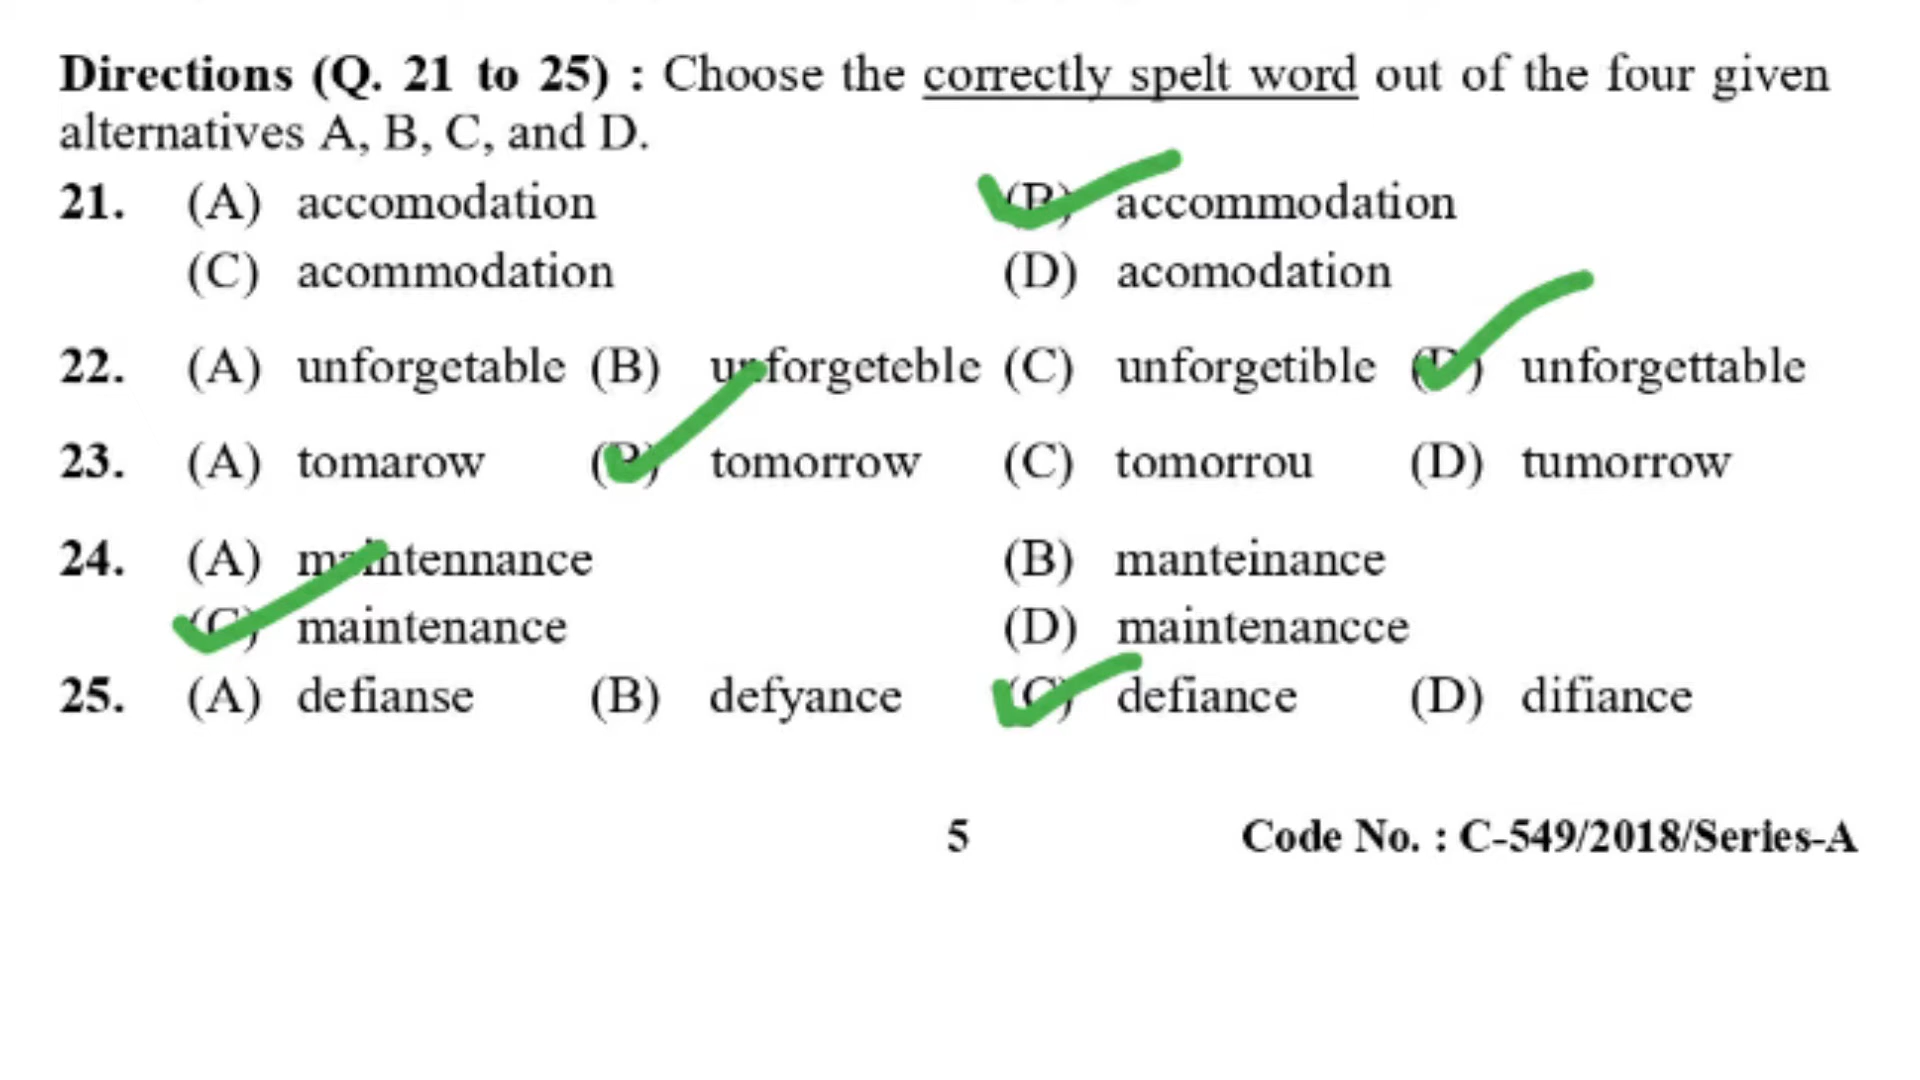 Directions (Q. 21 to 25) : Choose the correctly spelt word out of the four given
alternatives A, B, C, and D.
21. (A) accomodation (B) accommodation
(C) acommodation (D) acomodation
22. (A) unforgetable (B) unforgeteble (C) unforgetible (D) unforgettable
23. (A) tomarow (B) tomorrow (C) tomorrou (D) tumorrow
24. (A) maintennance (B) manteinance
(C) maintenance (D) maintenancce
25. (A) defianse (B) defyance (C) defiance (D) difiance
5 Code No. : C-549/2018/Series-A